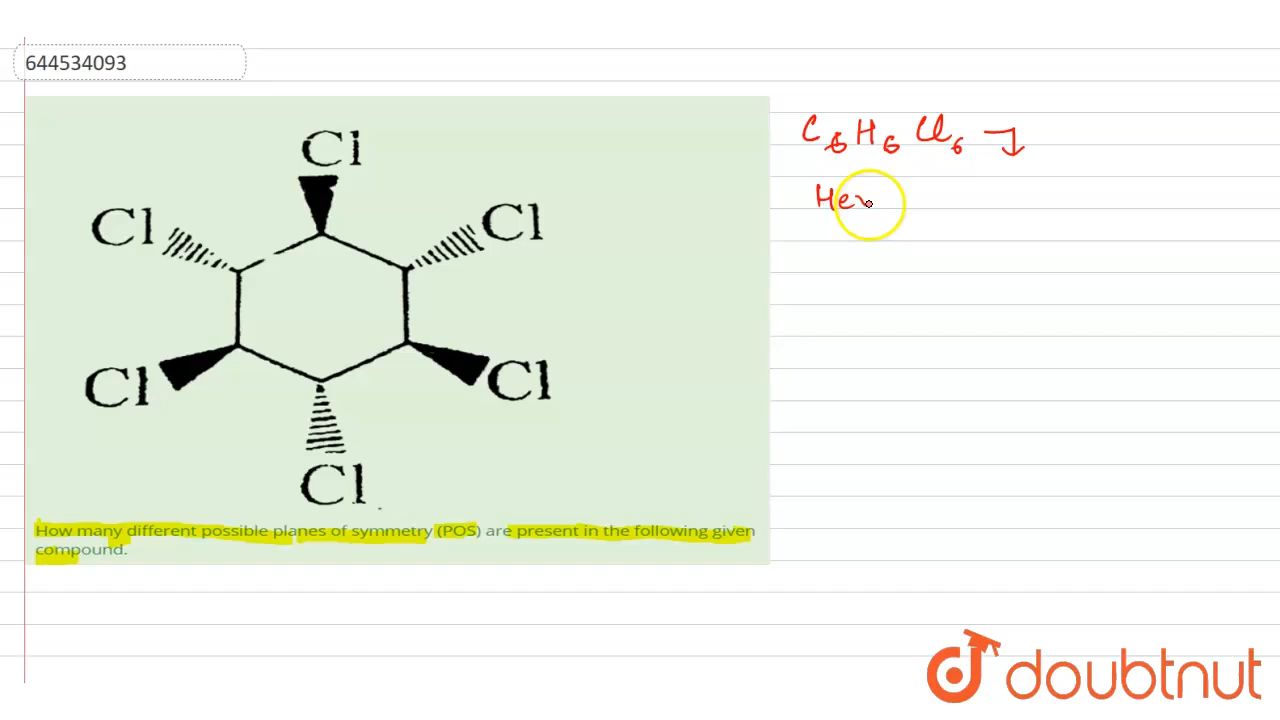 644534093
Cl
Cl
Cl
Cl
Cl
Cl
How many different possible planes of symmetry (POS) are present in the following given
compound.
C6H6Cl6
Hex
doubtnut